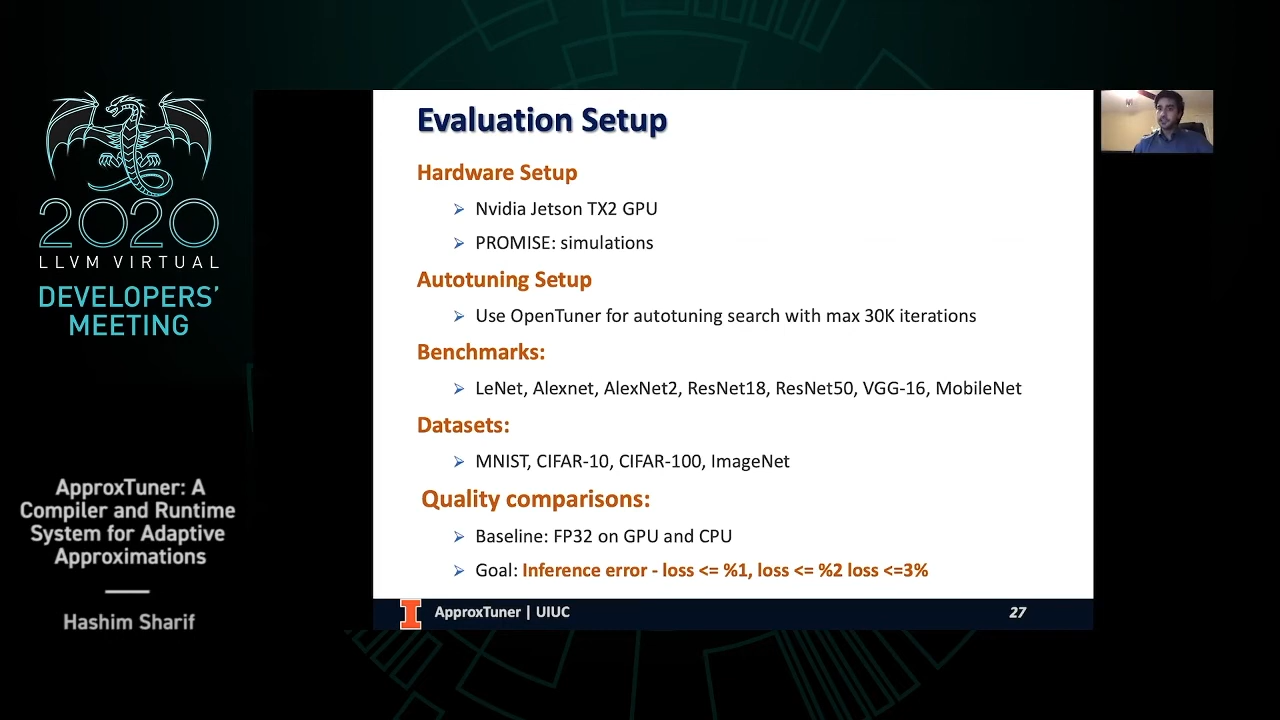 2020
LLVM VIRTUAL
DEVELOPERS'
MEETING
ApproxTuner: A
Compiler and Runtime
System for Adaptive
Approximations
Hashim Sharif
Evaluation Setup
Hardware Setup
Nvidia Jetson TX2 GPU
PROMISE: simulations
Autotuning Setup
Use OpenTuner for autotuning search with max 30K iterations
Benchmarks:
LeNet, Alexnet, AlexNet2, ResNet18, ResNet50, VGG-16, MobileNet
Datasets:
MNIST, CIFAR-10, CIFAR-100, ImageNet
Quality comparisons:
Baseline: FP32 on GPU and CPU
Goal: Inference error - loss <= %1, loss <= %2 loss <=3%
ApproxTuner | UIUC
27